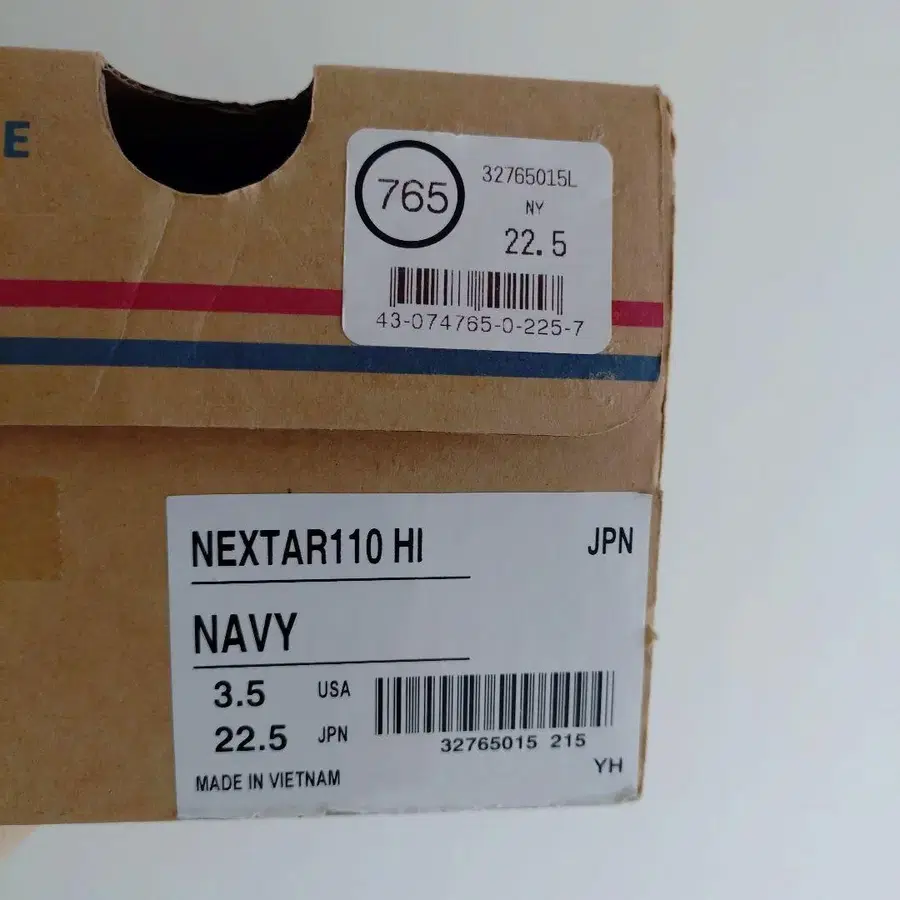 E
765
32765015L
NY
22.5
43-074765-0-225-7
NEXTAR110 HI
JPN
NAVY
3.5 USA
22.5 JPN
32765015 215
MADE IN VIETNAM
YH